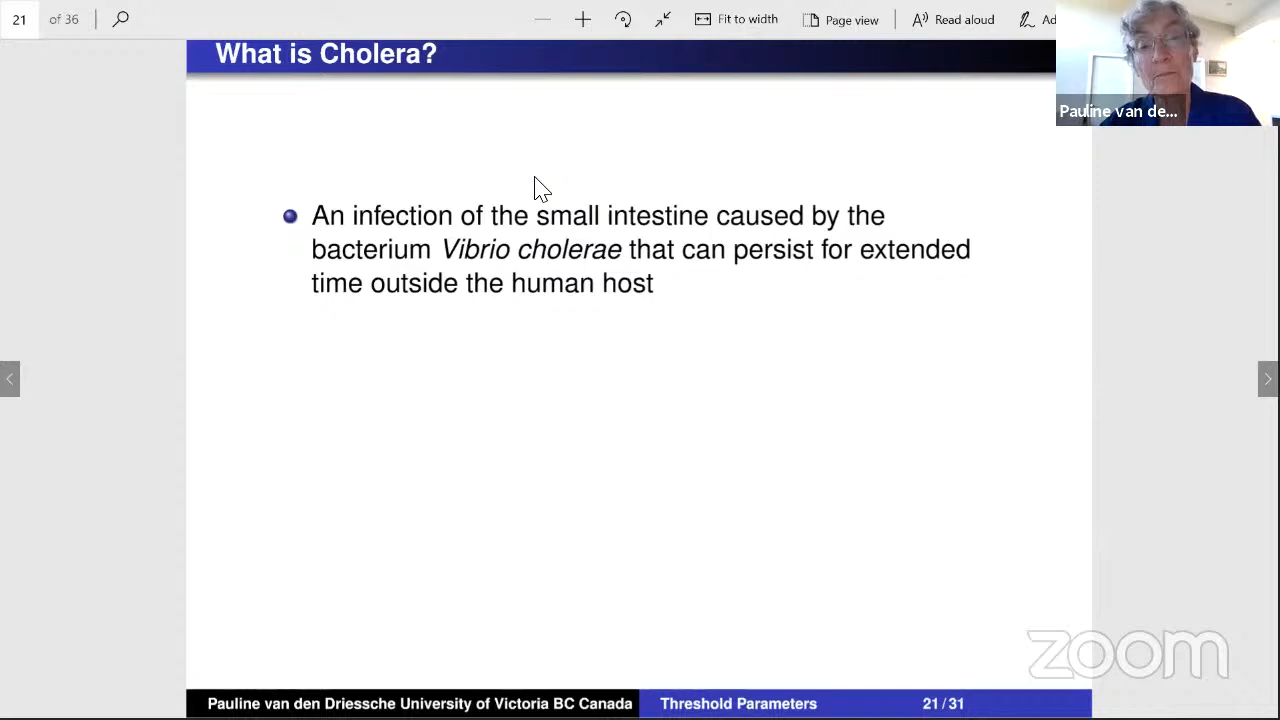 21 of 36
Fit to width
Page view
Read aloud
Ad
What is Cholera?
Pauline van de...
An infection of the small intestine caused by the
bacterium Vibrio cholerae that can persist for extended
time outside the human host
zoom
Pauline van den Driessche University of Victoria BC Canada
Threshold Parameters
21 / 31